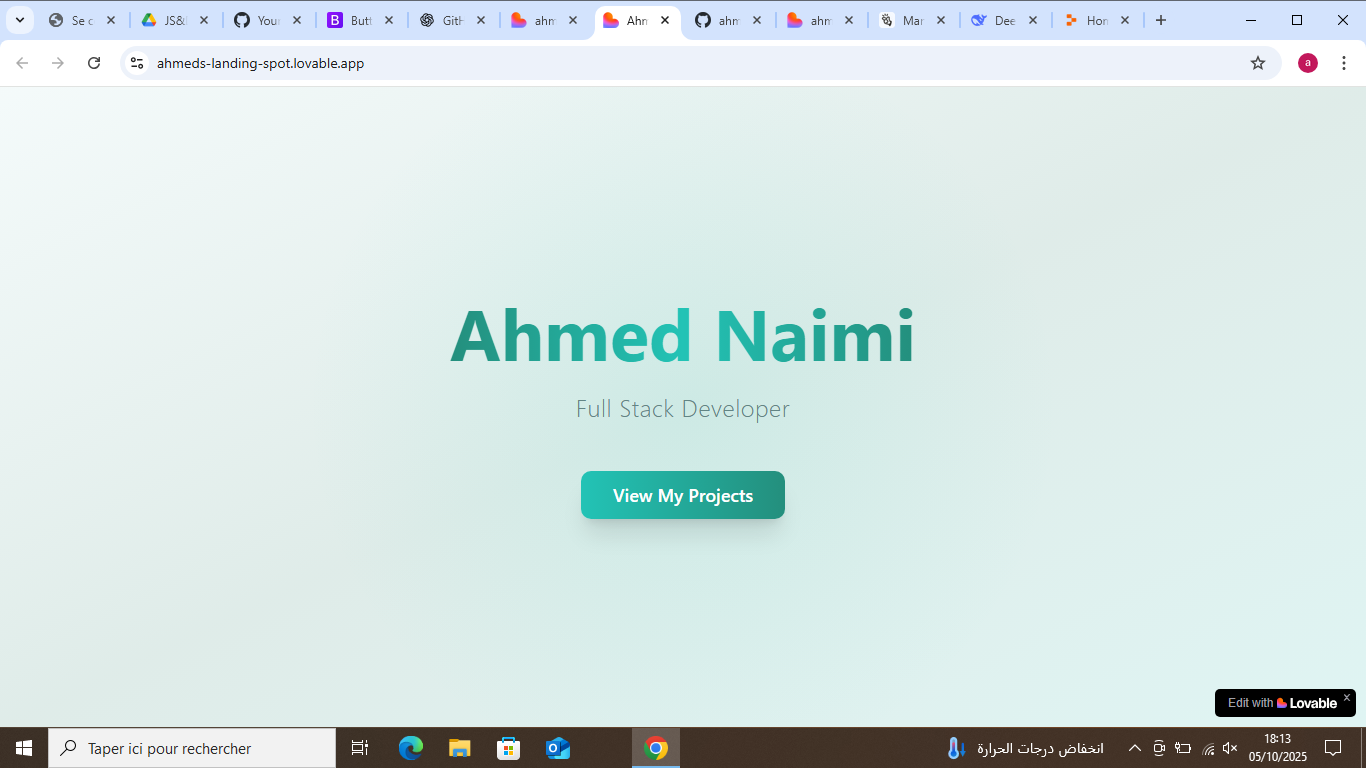 Se c
JS&
Your
Butt
GitH
ahm
Ahm
ahm
ahm
Mar
Dee
Hon
ahmeds-landing-spot.lovable.app
a
Ahmed Naimi
Full Stack Developer
View My Projects
Edit with Lovable
Taper ici pour rechercher
انخفاض درجات الحرارة
18:13
05/10/2025